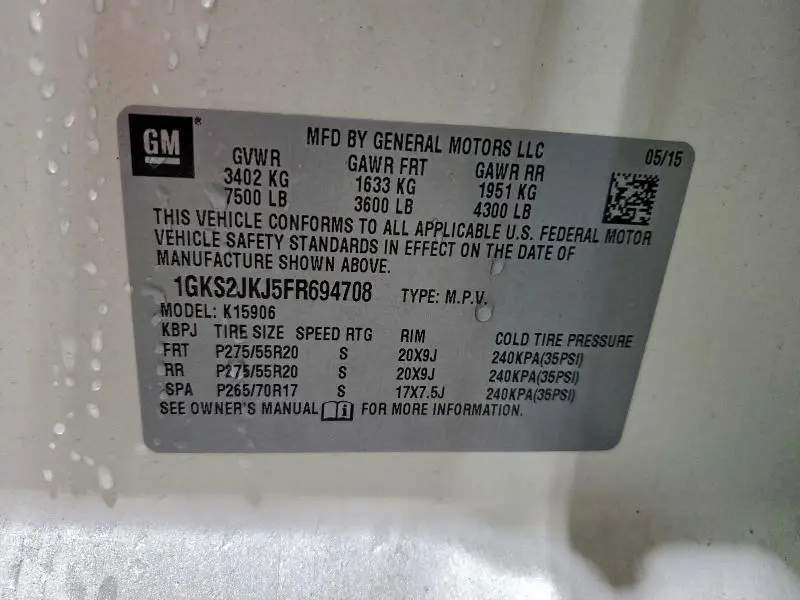 GM®
MFD BY GENERAL MOTORS LLC 05/15
GVWR GAWR FRT GAWR RR
3402 KG 1633 KG 1951 KG
7500 LB 3600 LB 4300 LB
THIS VEHICLE CONFORMS TO ALL APPLICABLE U.S. FEDERAL MOTOR
VEHICLE SAFETY STANDARDS IN EFFECT ON THE DATE OF
MANUFACTURE SHOWN ABOVE.
1GKS2JKJ5FR694708 TYPE: M.P.V.
MODEL: K15906
KBPJ TIRE SIZE SPEED RTG RIM COLD TIRE PRESSURE
FRT P275/55R20 S 20X9J 240KPA(35PSI)
RR P275/55R20 S 20X9J 240KPA(35PSI)
SPA P265/70R17 S 17X7.5J 240KPA(35PSI)
SEE OWNER'S MANUAL i FOR MORE INFORMATION.